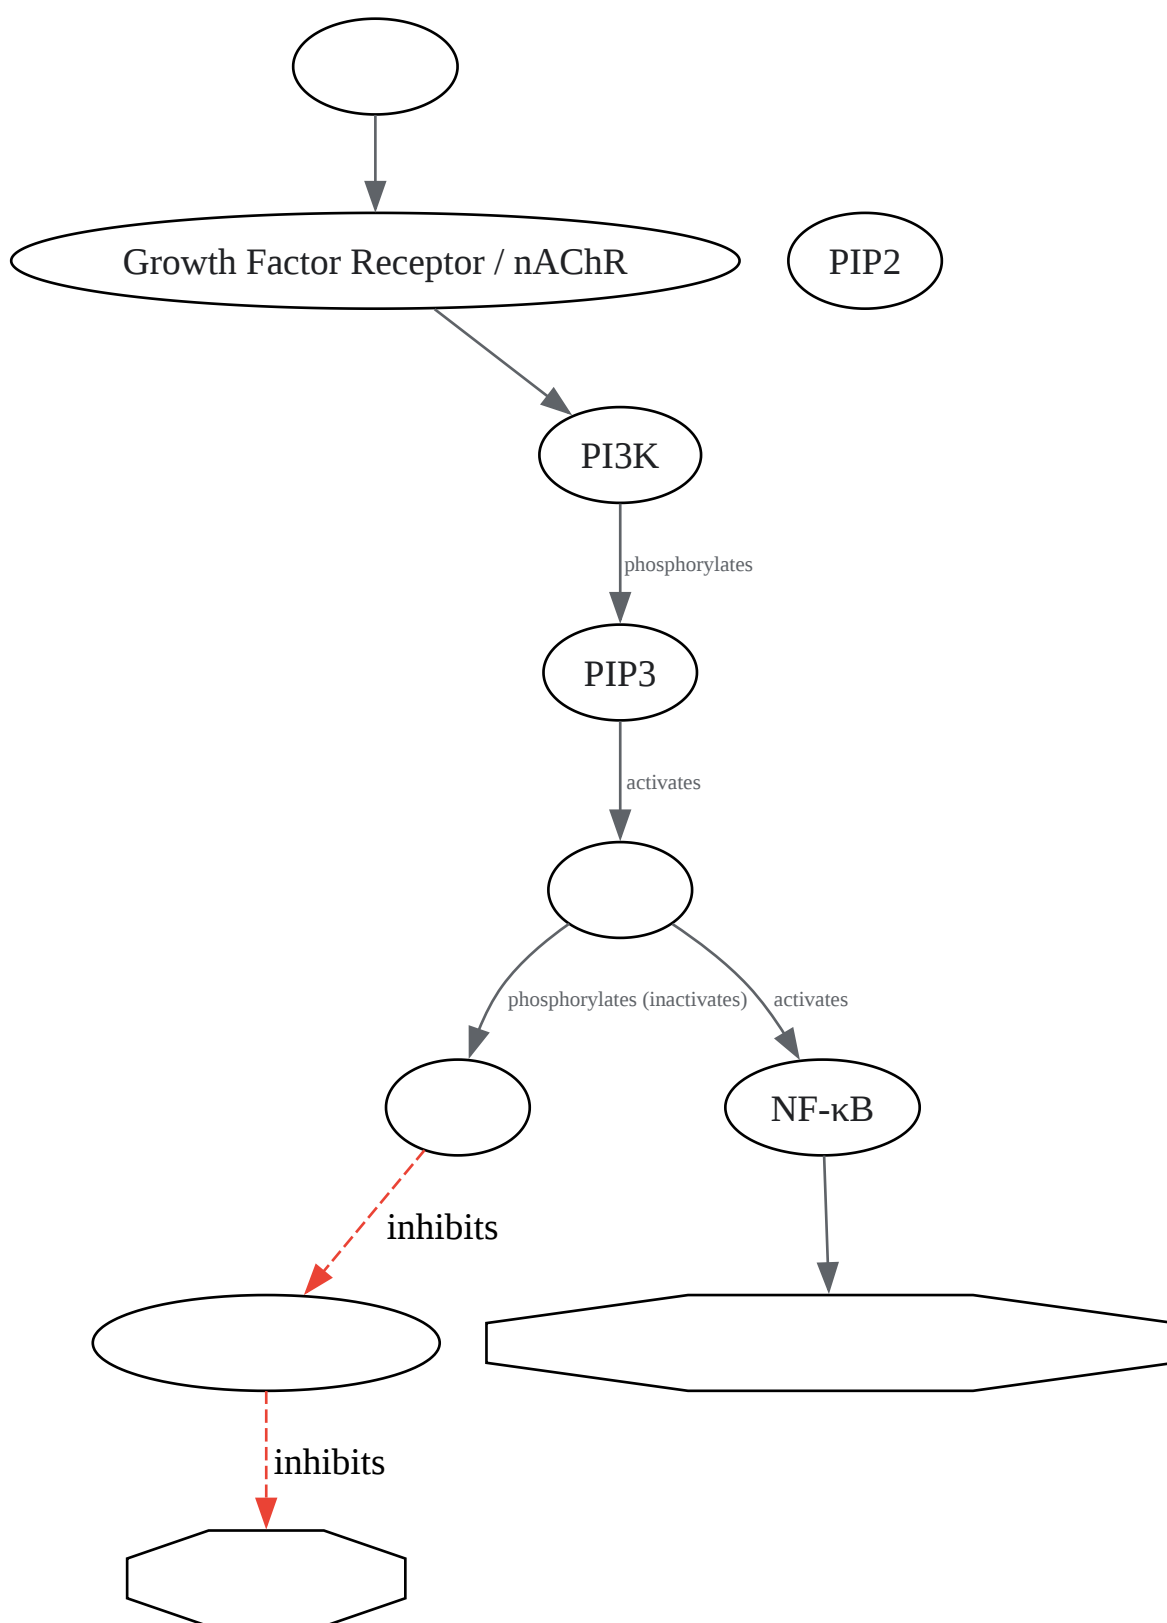 Growth Factor Receptor / nAChR
PIP2
PI3K
phosphorylates
PIP3
activates
phosphorylates (inactivates)
activates
NF-κB
inhibits
inhibits